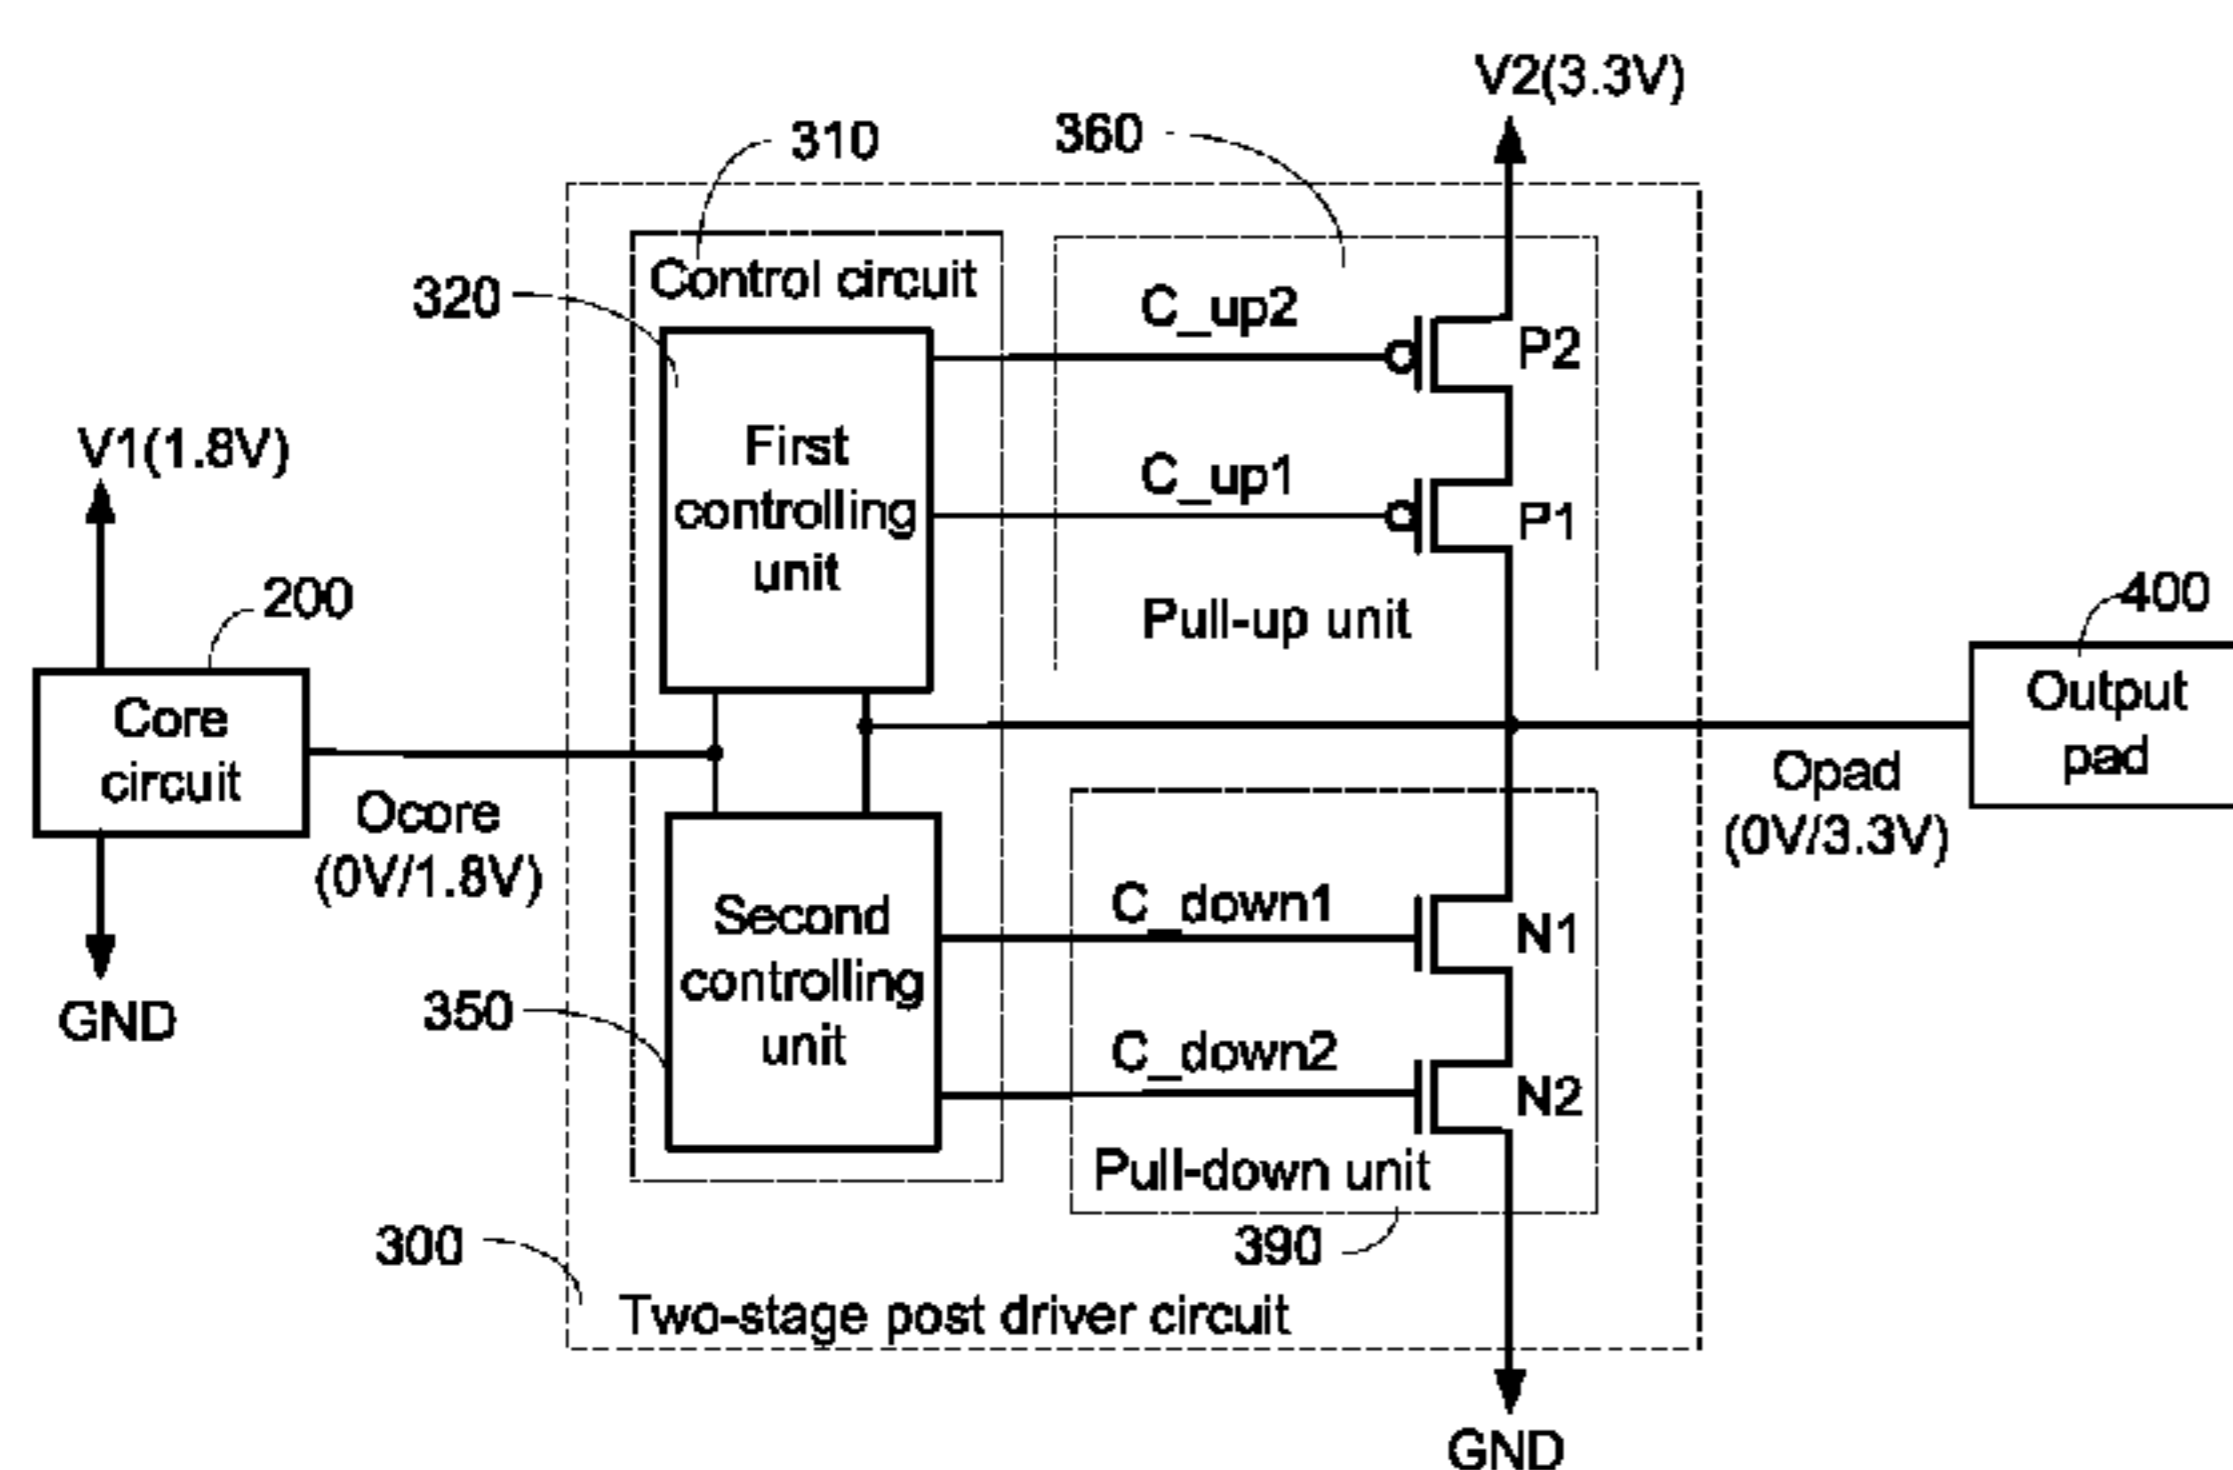 V2(3.3V)
310
360
320
Control circuit
C_up2
P2
First
controlling
unit
C_up1
P1
Pull-up unit
V1(1.8V)
200
Core
circuit
GND
Ocore
(0V/1.8V)
400
Output
pad
Opad
(0V/3.3V)
Second
controlling
unit
350
C_down1
N1
C_down2
N2
Pull-down unit
390
300
Two-stage post driver circuit
GND